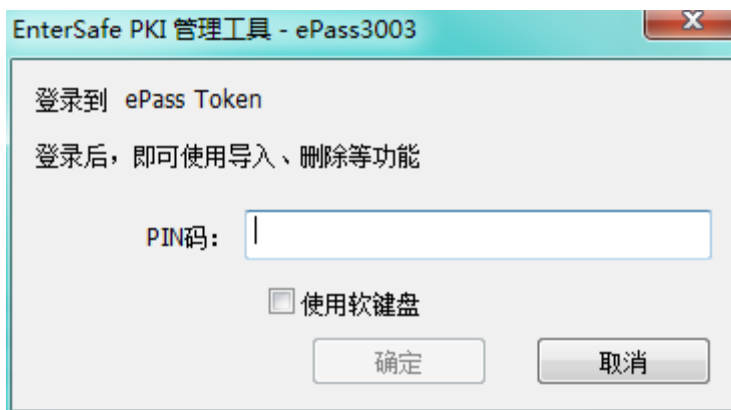 EnterSafe PKI 管理工具 - ePass3003
登录到 ePass Token
登录后，即可使用导入、删除等功能
PIN码：
使用软键盘
确定 取消